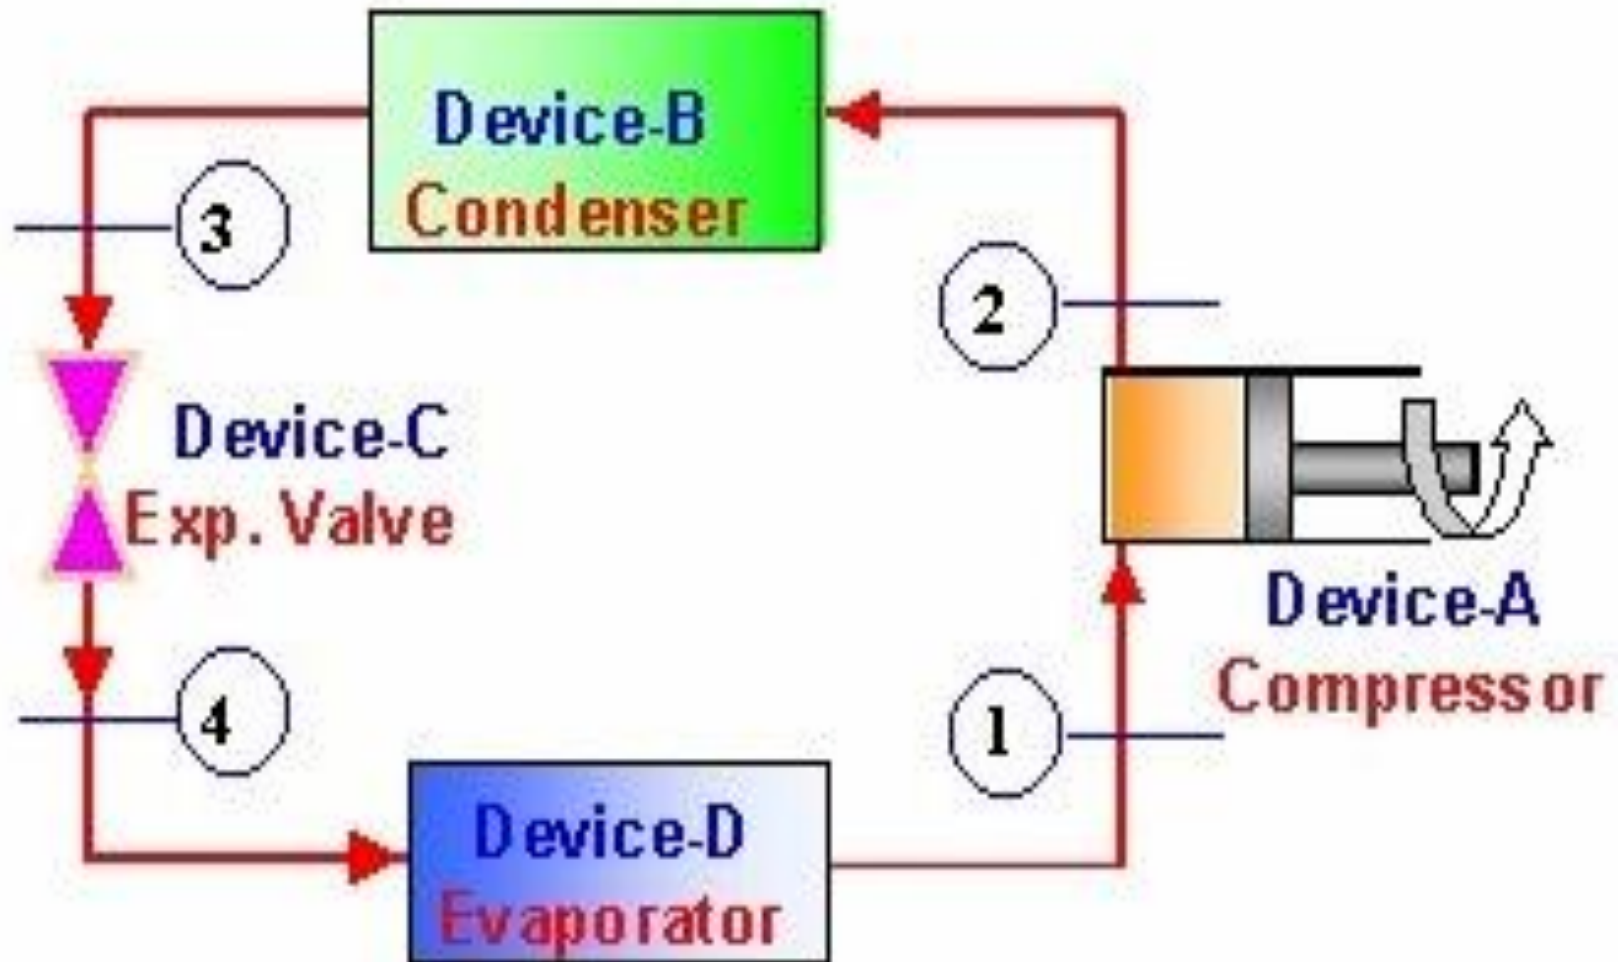 Device-B
Condenser
3
2
Device-C
Exp. Valve
Device-A
Compressor
4
1
Device-D
Evaporator